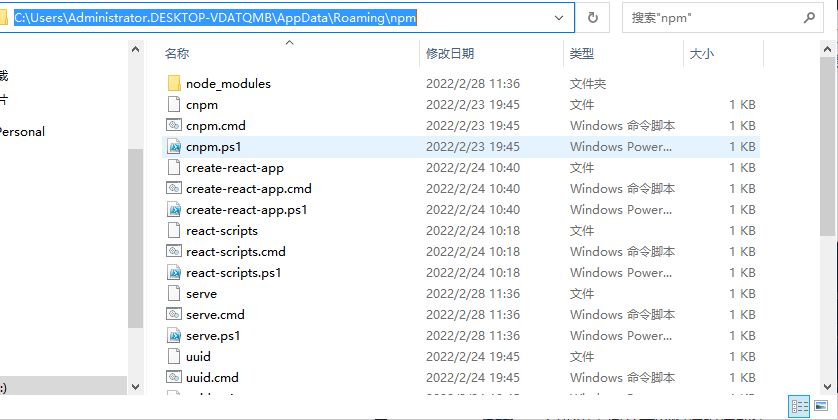 C:\Users\Administrator.DESKTOP-VDATQMB\AppData\Roaming\npm
搜索"npm"
名称 修改日期 类型 大小
node_modules 2022/2/28 11:36 文件夹
载
cnpm 2022/2/23 19:45 文件 1 KB
片
cnpm.cmd 2022/2/23 19:45 Windows 命令脚本 1 KB
Personal
cnpm.ps1 2022/2/23 19:45 Windows Power... 1 KB
create-react-app 2022/2/24 10:40 文件 1 KB
create-react-app.cmd 2022/2/24 10:40 Windows 命令脚本 1 KB
create-react-app.ps1 2022/2/24 10:40 Windows Power... 1 KB
react-scripts 2022/2/24 10:18 文件 1 KB
react-scripts.cmd 2022/2/24 10:18 Windows 命令脚本 1 KB
react-scripts.ps1 2022/2/24 10:18 Windows Power... 1 KB
serve 2022/2/28 11:36 文件 1 KB
serve.cmd 2022/2/28 11:36 Windows 命令脚本 1 KB
serve.ps1 2022/2/28 11:36 Windows Power... 1 KB
uuid 2022/2/24 19:45 文件 1 KB
uuid.cmd 2022/2/24 19:45 Windows 命令脚本 1 KB
:)